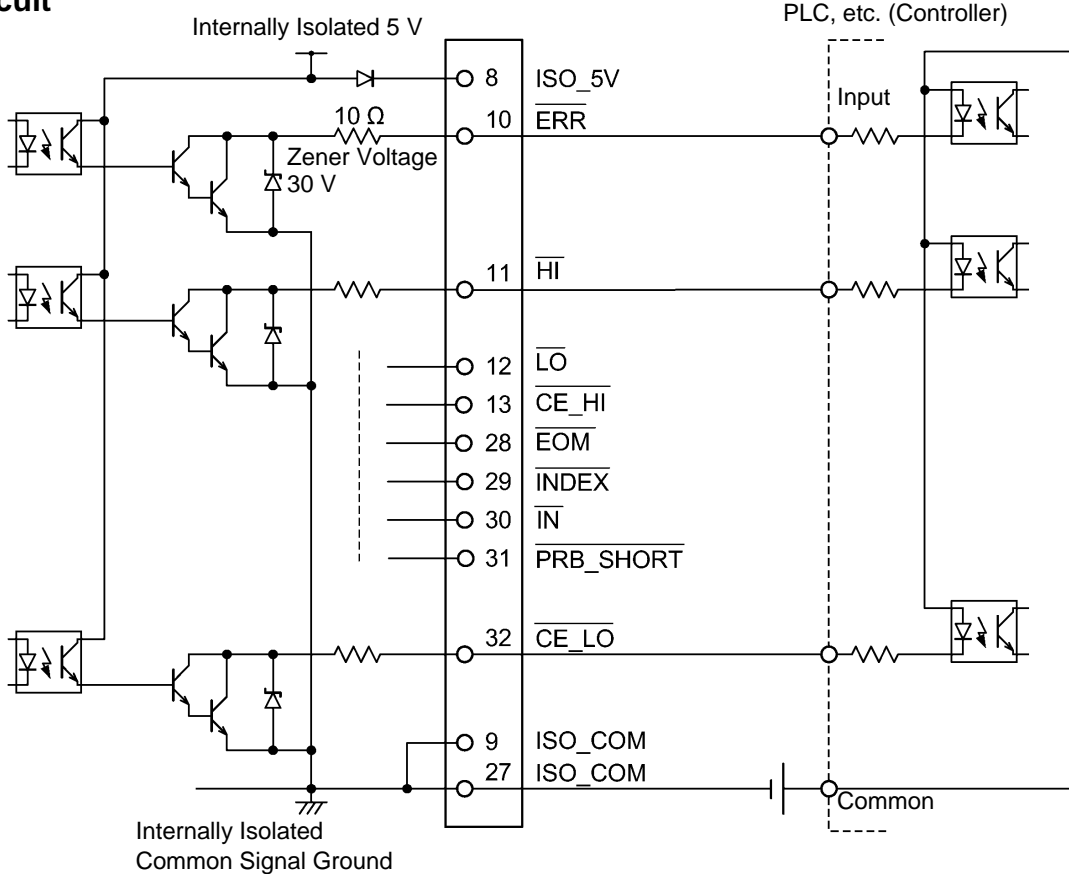 cuit
PLC, etc. (Controller)
Internally Isolated 5 V
8 ISO_5V
Input
10 Ω
10 ERR
Zener Voltage
30 V
11 HI
12 LO
13 CE_HI
28 EOM
29 INDEX
30 IN
31 PRB_SHORT
32 CE_LO
9 ISO_COM
27 ISO_COM
Common
Internally Isolated
Common Signal Ground